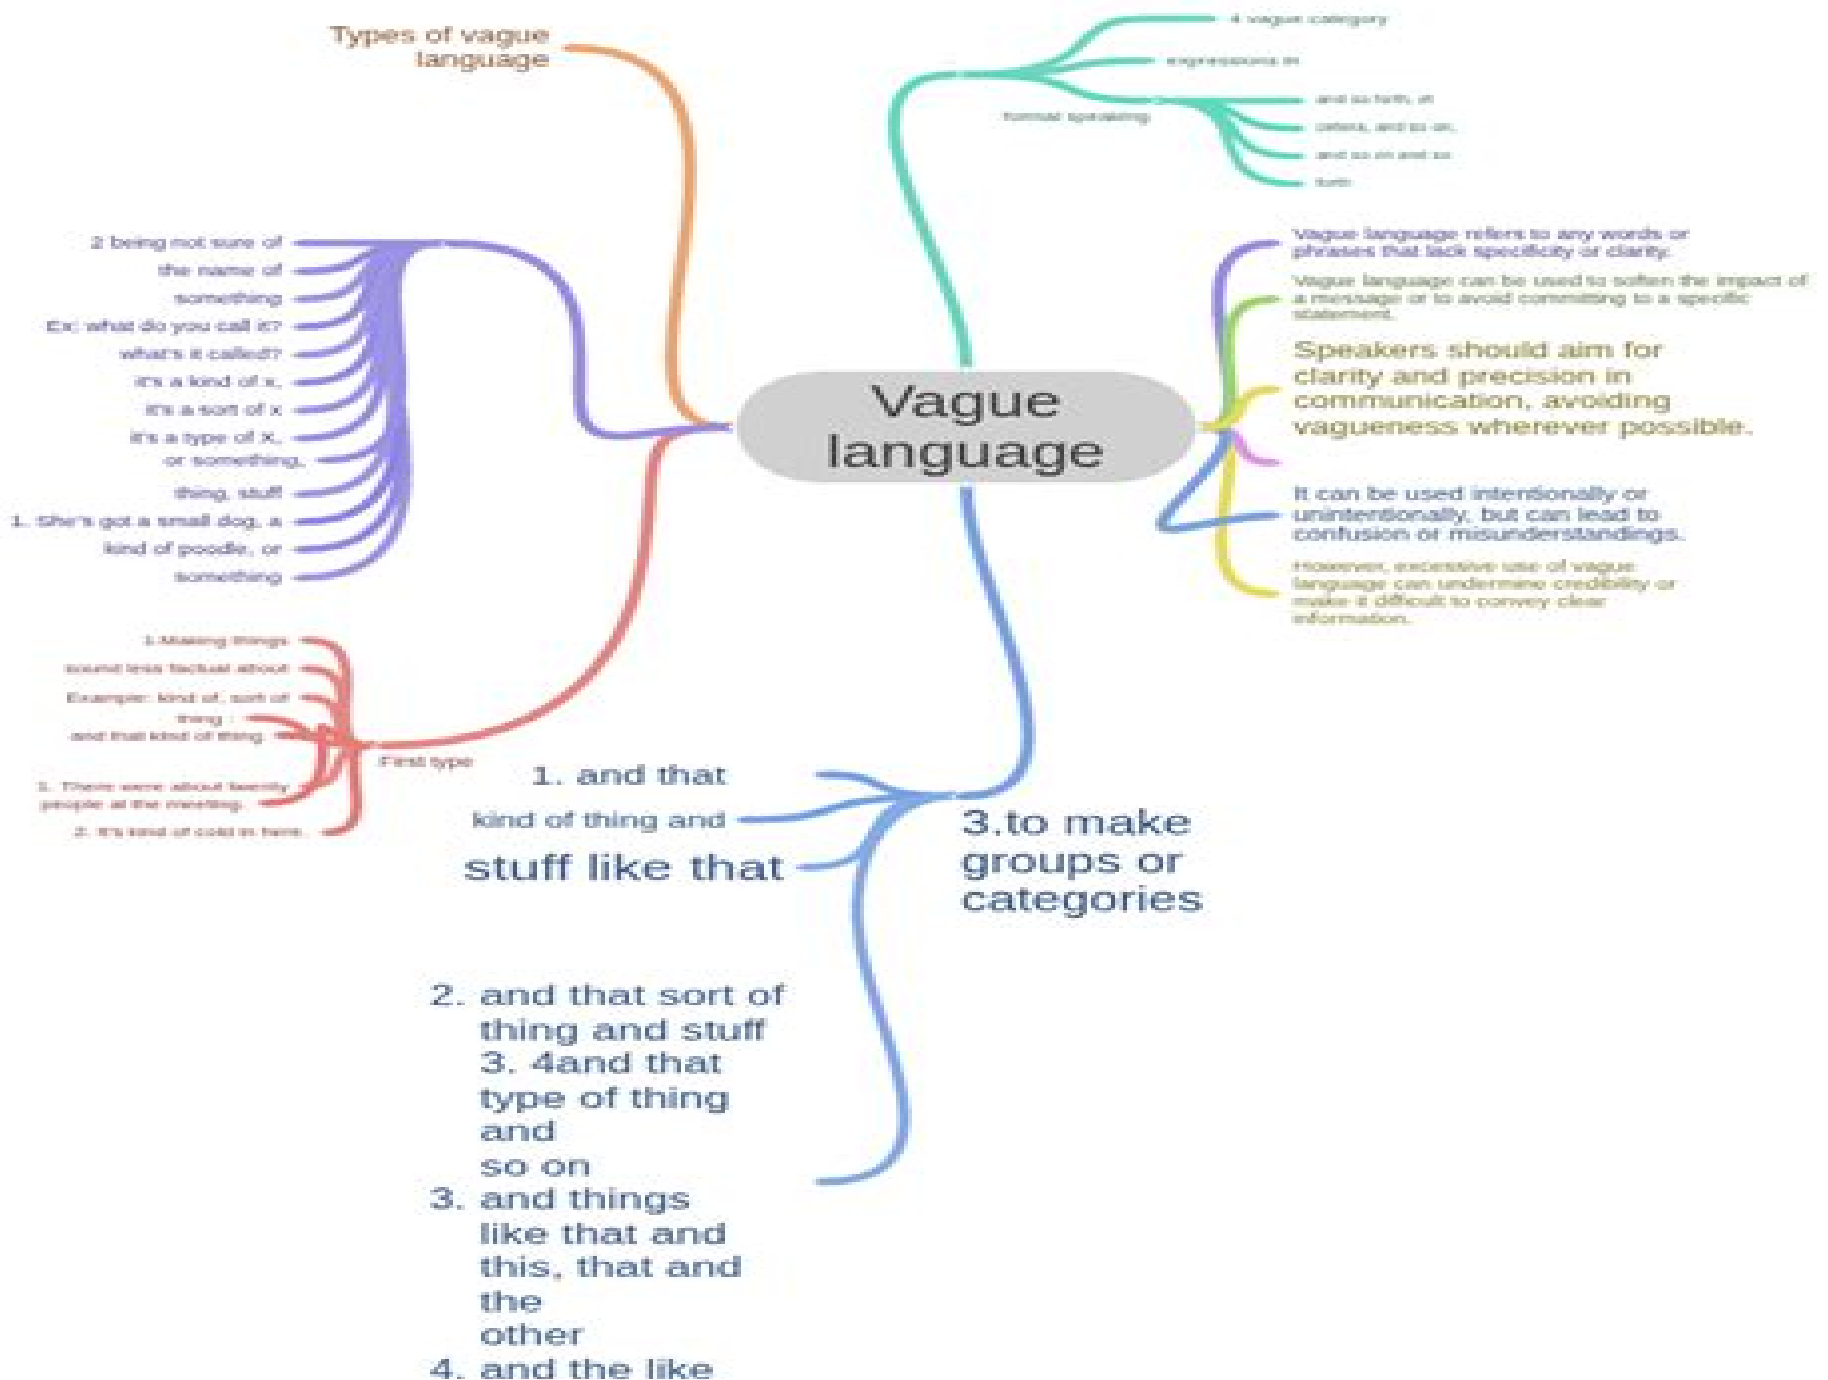 Types of vague
language
4 vague category
expressions in
formal speaking
and so forth, et
cetera, and so on,
and so on and so
forth
2 being not sure of
the name of
something
Ex: what do you call it?
what's it called?
it's a kind of x,
it's a sort of x
it's a type of X,
or something,
thing, stuff
1. She's got a small dog, a
kind of poodle, or
something
Vague language refers to any words or
phrases that lack specificity or clarity.
Vague language can be used to soften the impact of
a message or to avoid committing to a specific
statement.
Speakers should aim for
clarity and precision in
communication, avoiding
vagueness wherever possible.
It can be used intentionally or
unintentionally, but can lead to
confusion or misunderstandings.
However, excessive use of vague
language can undermine credibility or
make it difficult to convey clear
information.
Vague
language
1.Making things
sound less factual about
Example: kind of, sort of
thing :
and that kind of thing.
1. There were about twenty
people at the meeting.
2. It's kind of cold in here.
First type
1. and that
kind of thing and
stuff like that
3.to make
groups or
categories
2. and that sort of
thing and stuff
3. 4and that
type of thing
and
so on
3. and things
like that and
this, that and
the
other
4. and the like